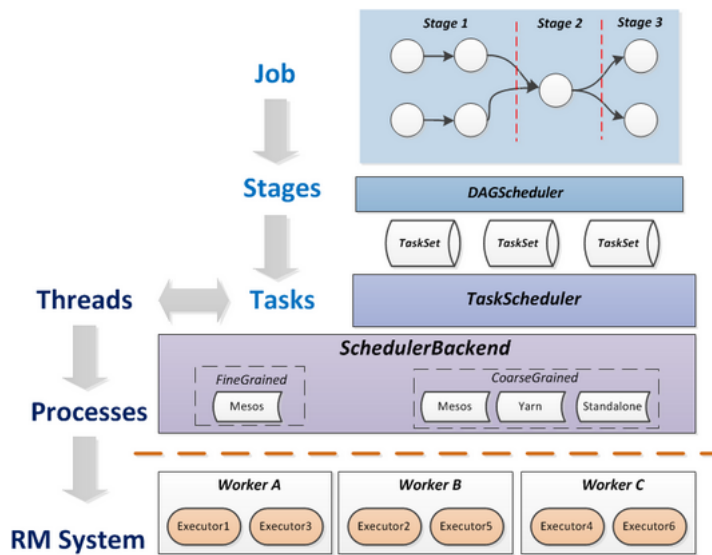 Stage 1 Stage 2 Stage 3
Job
Stages
DAGScheduler
TaskSet TaskSet TaskSet
Threads
Tasks
TaskScheduler
SchedulerBackend
FineGrained
CoarseGrained
Mesos
Mesos Yarn Standalone
Processes
Worker A Worker B Worker C
Executor1 Executor3 Executor2 Executor5 Executor4 Executor6
RM System